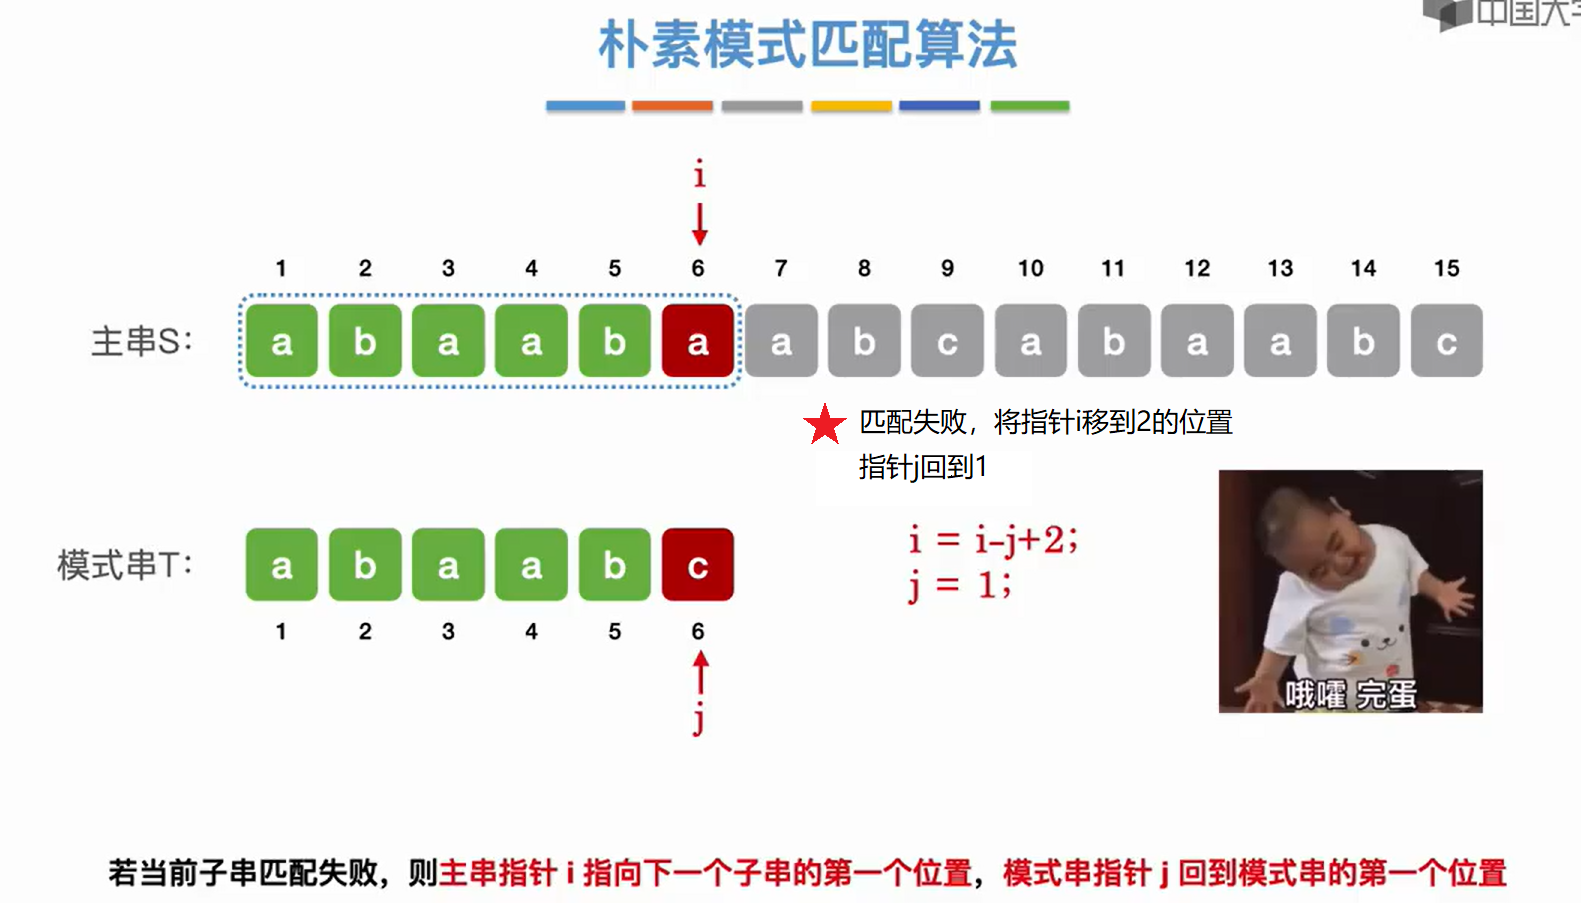 中国大学
朴素模式匹配算法
i
1 2 3 4 5 6 7 8 9 10 11 12 13 14 15
主串S: a b a a b a a b c a b a a b c
匹配失败，将指针i移到2的位置
指针j回到1
i = i-j+2;
j = 1;
模式串T: a b a a b c
1 2 3 4 5 6
j
哦嚯 完蛋
若当前子串匹配失败，则主串指针 i 指向下一个子串的第一个位置，模式串指针 j 回到模式串的第一个位置